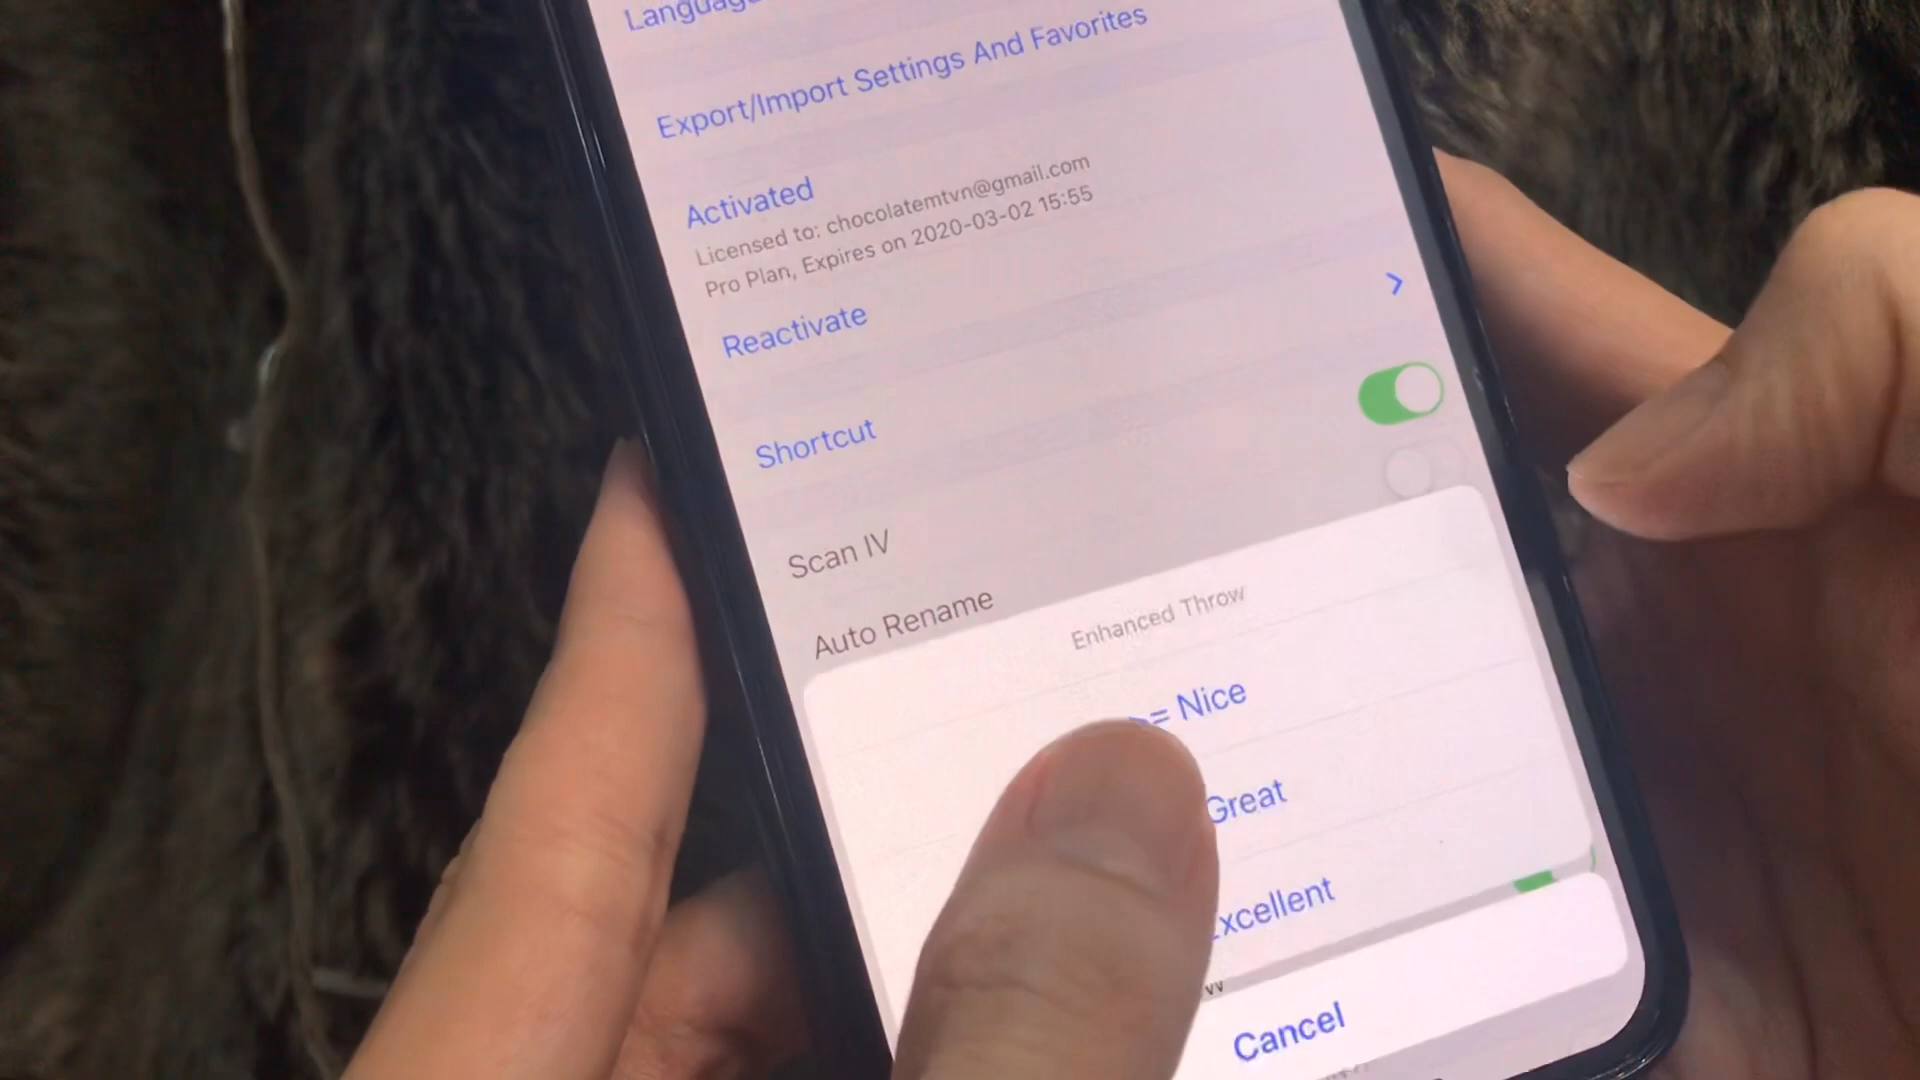 Language
Export/Import Settings And Favorites
Activated
Licensed to: chocolatemtvn@gmail.com
Pro Plan, Expires on 2020-03-02 15:55
Reactivate
Shortcut
Scan IV
Auto Rename
Enhanced Throw
>= Nice
Great
Excellent
Cancel